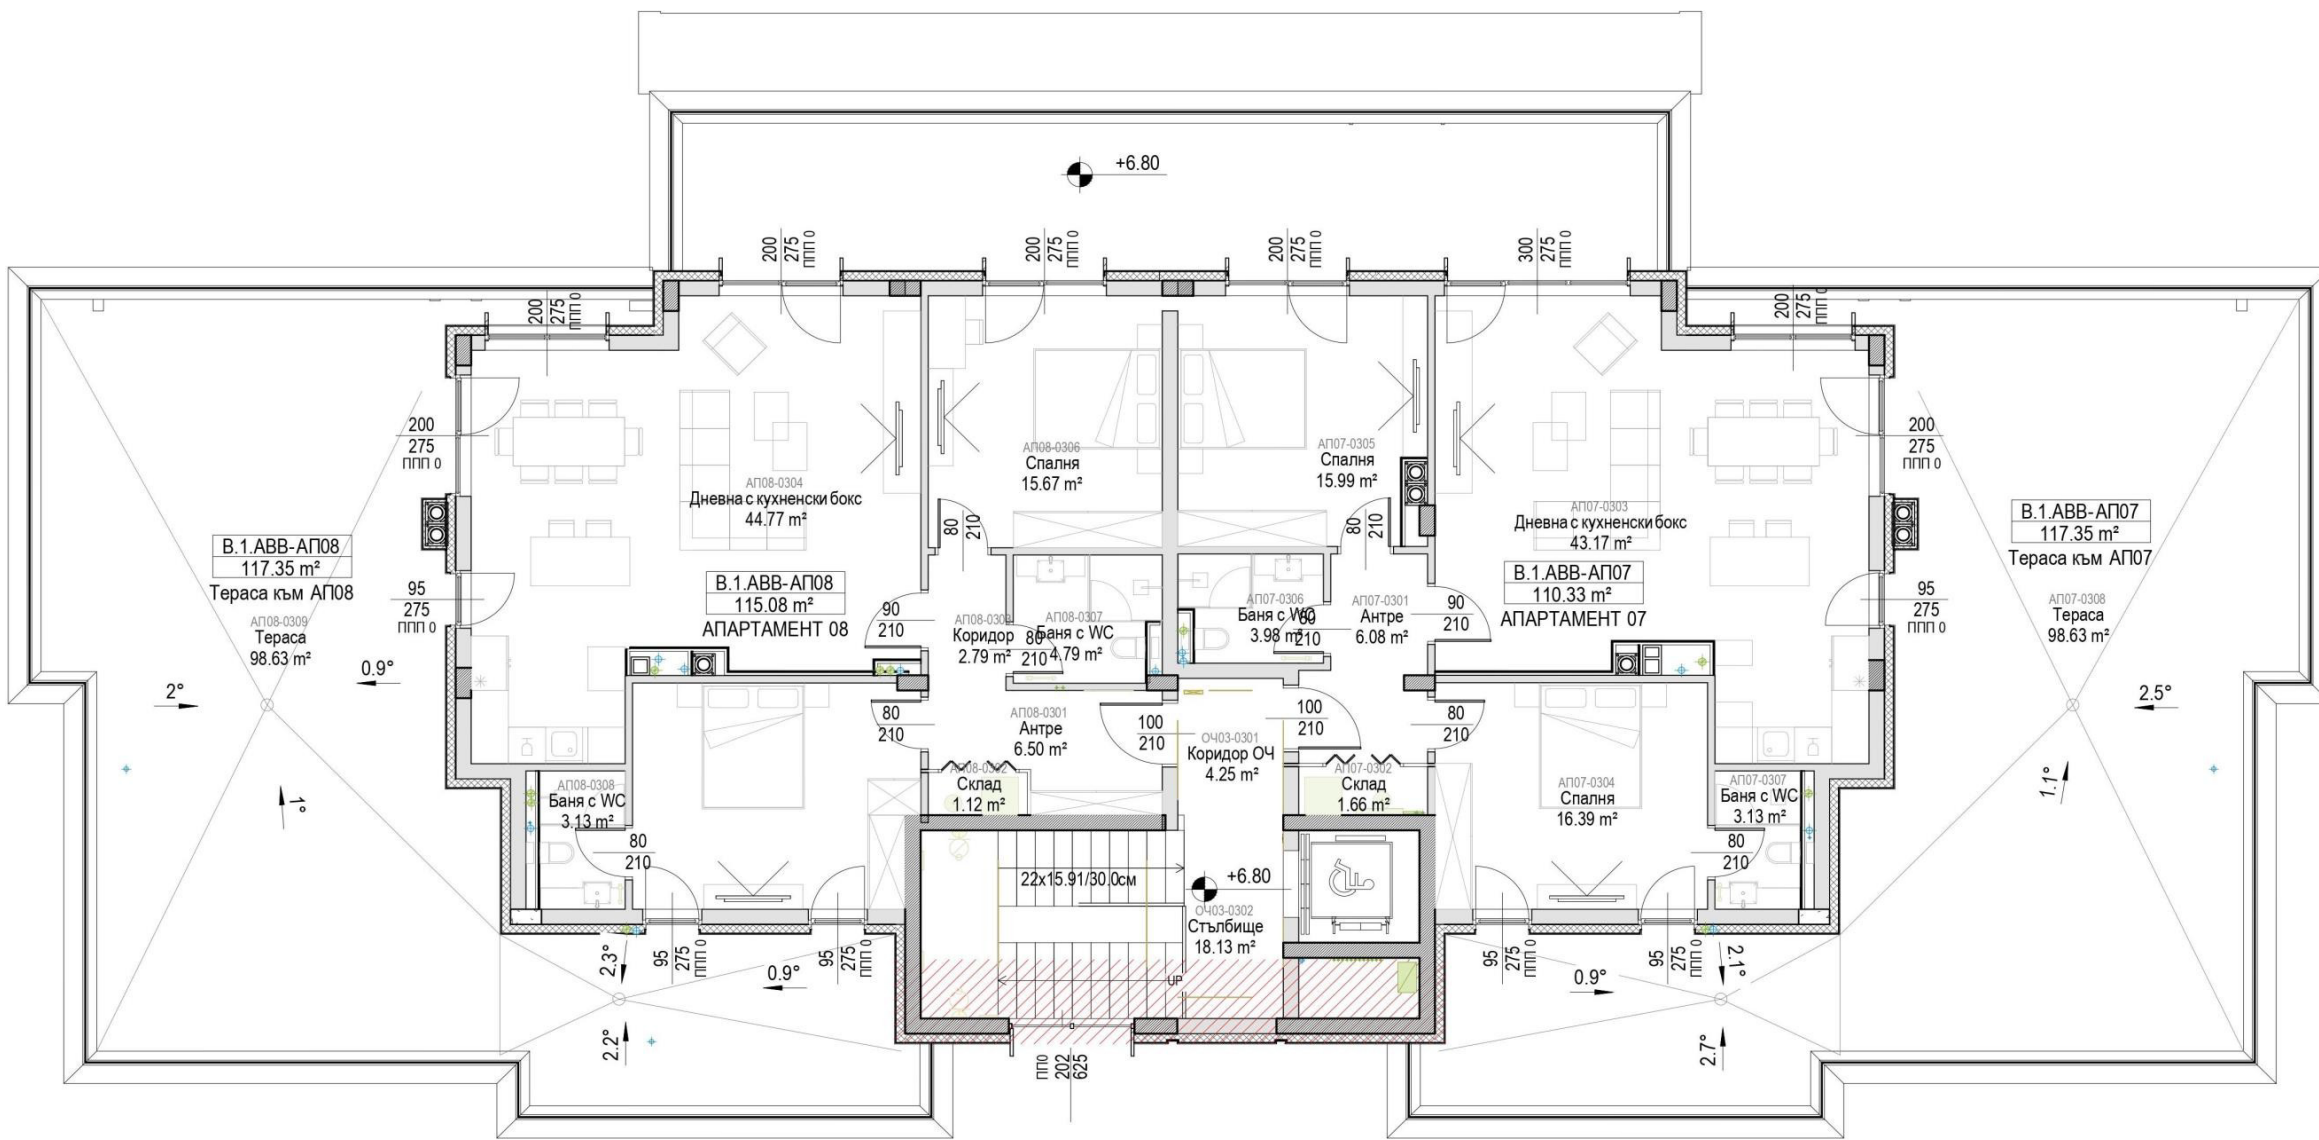 +6.80
200
275
ППП 0
200
275
ППП 0
200
275
ППП 0
300
275
ППП 0
200
275
ППП 0
200
275
ППП 0
200
275
ППП 0
200
275
ППП 0
АП08-0306
Спалня
15.67 m²
АП07-0305
Спалня
15.99 m²
АП08-0304
Дневна с кухненски бокс
44.77 m²
АП07-0303
Дневна с кухненски бокс
43.17 m²
В.1.АВВ-АП08
117.35 m²
Тераса към АП08
АП08-0309
Тераса
98.63 m²
95
275
ППП 0
В.1.АВВ-АП08
115.08 m²
АПАРТАМЕНТ 08
80
210
80
210
90
210
АП08-0303
Коридор
2.79 m²
АП08-0307
Баня с WC
4.79 m²
80
210
АП07-0306
Баня с WC
3.98 m²
80
210
АП07-0301
Антре
6.08 m²
90
210
В.1.АВВ-АП07
110.33 m²
АПАРТАМЕНТ 07
95
275
ППП 0
В.1.АВВ-АП07
117.35 m²
Тераса към АП07
АП07-0308
Тераса
98.63 m²
2°
0.9°
1°
2.5°
1.1°
80
210
АП08-0301
Антре
6.50 m²
100
210
ОЧ03-0301
Коридор ОЧ
4.25 m²
100
210
80
210
АП08-0302
Склад
1.12 m²
АП07-0302
Склад
1.66 m²
АП08-0308
Баня с WC
3.13 m²
80
210
АП07-0304
Спалня
16.39 m²
АП07-0307
Баня с WC
3.13 m²
80
210
22x15.91/30.0см
+6.80
ОЧ03-0302
Стълбище
18.13 m²
UP
2.3°
95
275
ППП 0
0.9°
95
275
ППП 0
2.2°
95
275
ППП 0
0.9°
95
275
ППП 0
2.1°
2.7°
ПП0
202
625